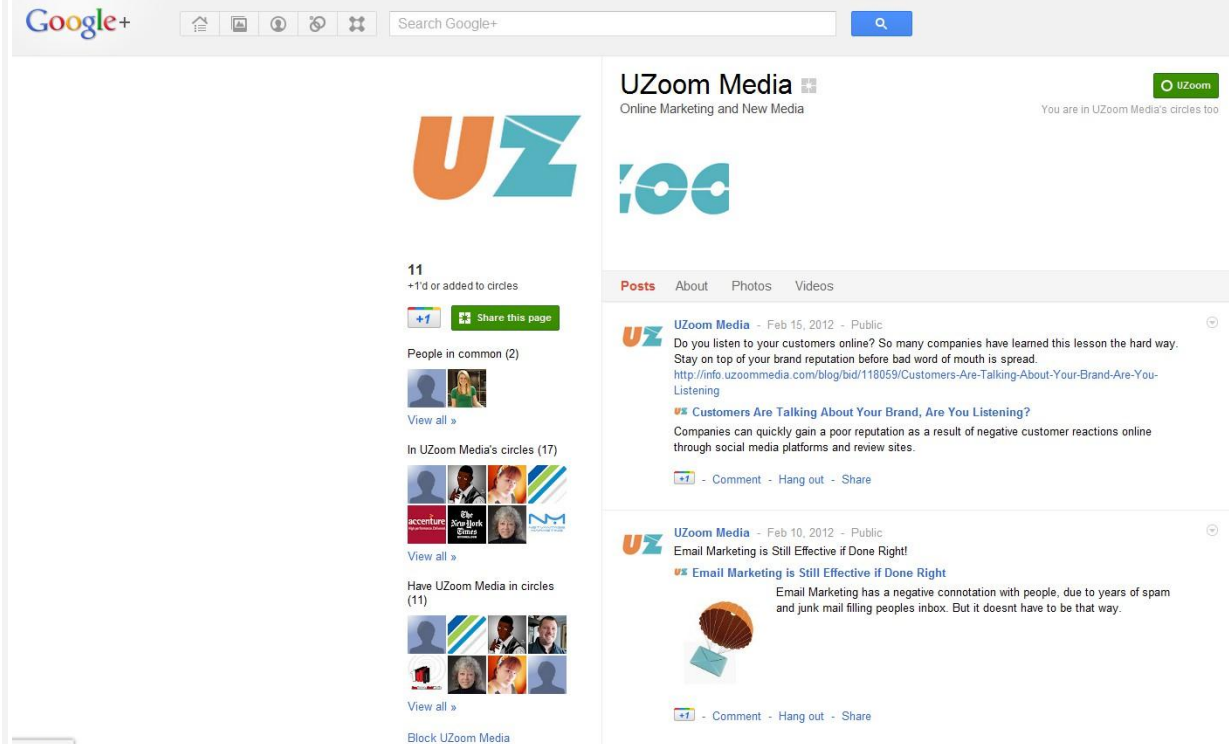 Google+
Search Google+
UZ
UZoom Media
Online Marketing and New Media
UZoom
You are in UZoom Media's circles too
ZOO
11
+1'd or added to circles
+1
Share this page
People in common (2)
View all »
In UZoom Media's circles (17)
accenture
High performance. Delivered.
The
New York
Times
View all »
Have UZoom Media in circles
(11)
View all »
Block UZoom Media
Posts
About
Photos
Videos
UZ
UZoom Media - Feb 15, 2012 - Public
Do you listen to your customers online? So many companies have learned this lesson the hard way.
Stay on top of your brand reputation before bad word of mouth is spread.
http://info.uzoommedia.com/blog/bid/118059/Customers-Are-Talking-About-Your-Brand-Are-You-
Listening
UZ Customers Are Talking About Your Brand, Are You Listening?
Companies can quickly gain a poor reputation as a result of negative customer reactions online
through social media platforms and review sites.
+1 - Comment - Hang out - Share
UZ
UZoom Media - Feb 10, 2012 - Public
Email Marketing is Still Effective if Done Right!
UZ Email Marketing is Still Effective if Done Right
Email Marketing has a negative connotation with people, due to years of spam
and junk mail filling peoples inbox. But it doesnt have to be that way.
+1 - Comment - Hang out - Share